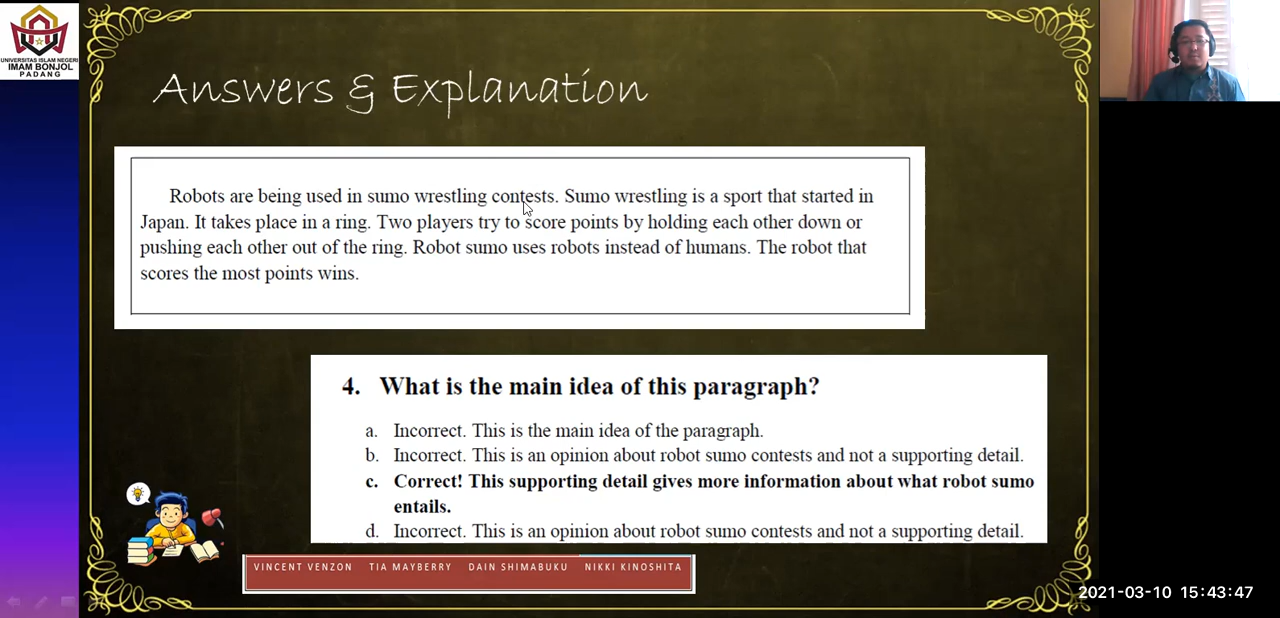 UNIVERSITAS ISLAM NEGERI
IMAM BONJOL
PADANG
Answers & Explanation
Robots are being used in sumo wrestling contests. Sumo wrestling is a sport that started in
Japan. It takes place in a ring. Two players try to score points by holding each other down or
pushing each other out of the ring. Robot sumo uses robots instead of humans. The robot that
scores the most points wins.
4. What is the main idea of this paragraph?
a. Incorrect. This is the main idea of the paragraph.
b. Incorrect. This is an opinion about robot sumo contests and not a supporting detail.
c. Correct! This supporting detail gives more information about what robot sumo
entails.
d. Incorrect. This is an opinion about robot sumo contests and not a supporting detail.
VINCENT VENZON TIA MAYBERRY DAIN SHIMABUKU NIKKI KINOSHITA
2021-03-10 15:43:47